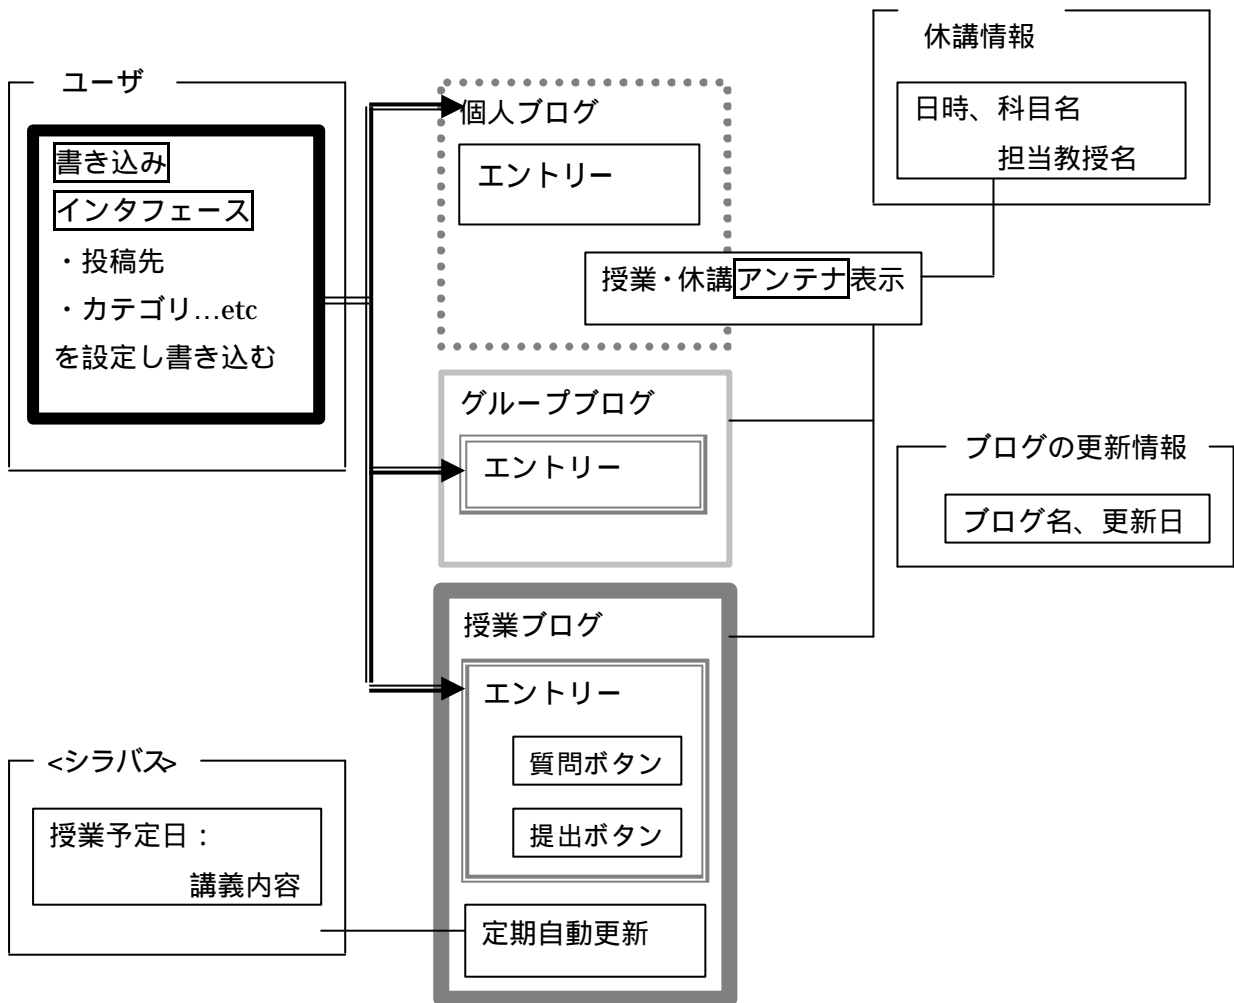 ユーザ
書き込み
インタフェース
・投稿先
・カテゴリ…etc
を設定し書き込む
個人ブログ
エントリー
授業・休講アンテナ表示
休講情報
日時、科目名
担当教授名
グループブログ
エントリー
ブログの更新情報
ブログ名、更新日
授業ブログ
エントリー
質問ボタン
提出ボタン
定期自動更新
<シラバス>
授業予定日：
講義内容